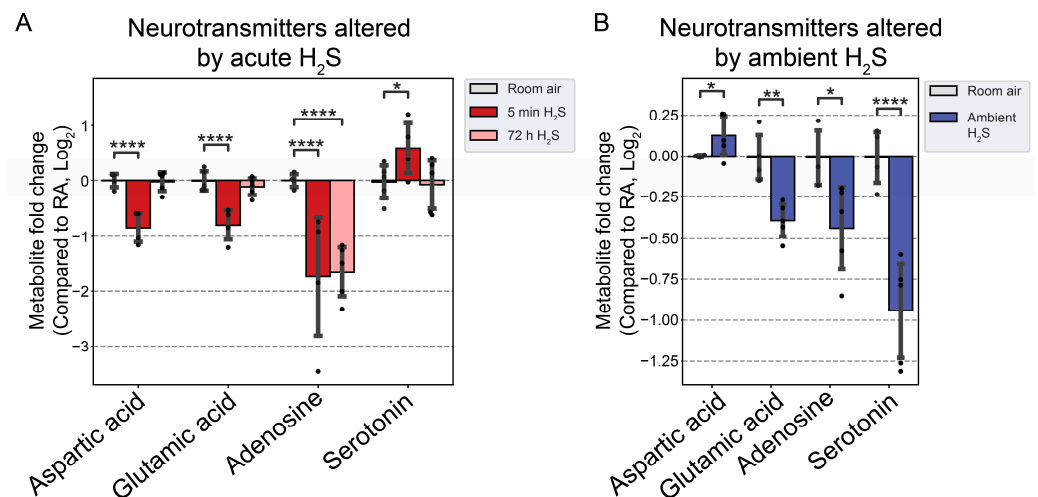 A
Neurotransmitters altered
by acute H₂S
Metabolite fold change
(Compared to RA, Log₂)
1
0
−1
−2
−3
****
****
****
****
*
Room air
5 min H₂S
72 h H₂S
Aspartic acid
Glutamic acid
Adenosine
Serotonin
B
Neurotransmitters altered
by ambient H₂S
Metabolite fold change
(Compared to RA, Log₂)
0.25
0.00
−0.25
−0.50
−0.75
−1.00
−1.25
*
**
*
****
Room air
Ambient
H₂S
Aspartic acid
Glutamic acid
Adenosine
Serotonin